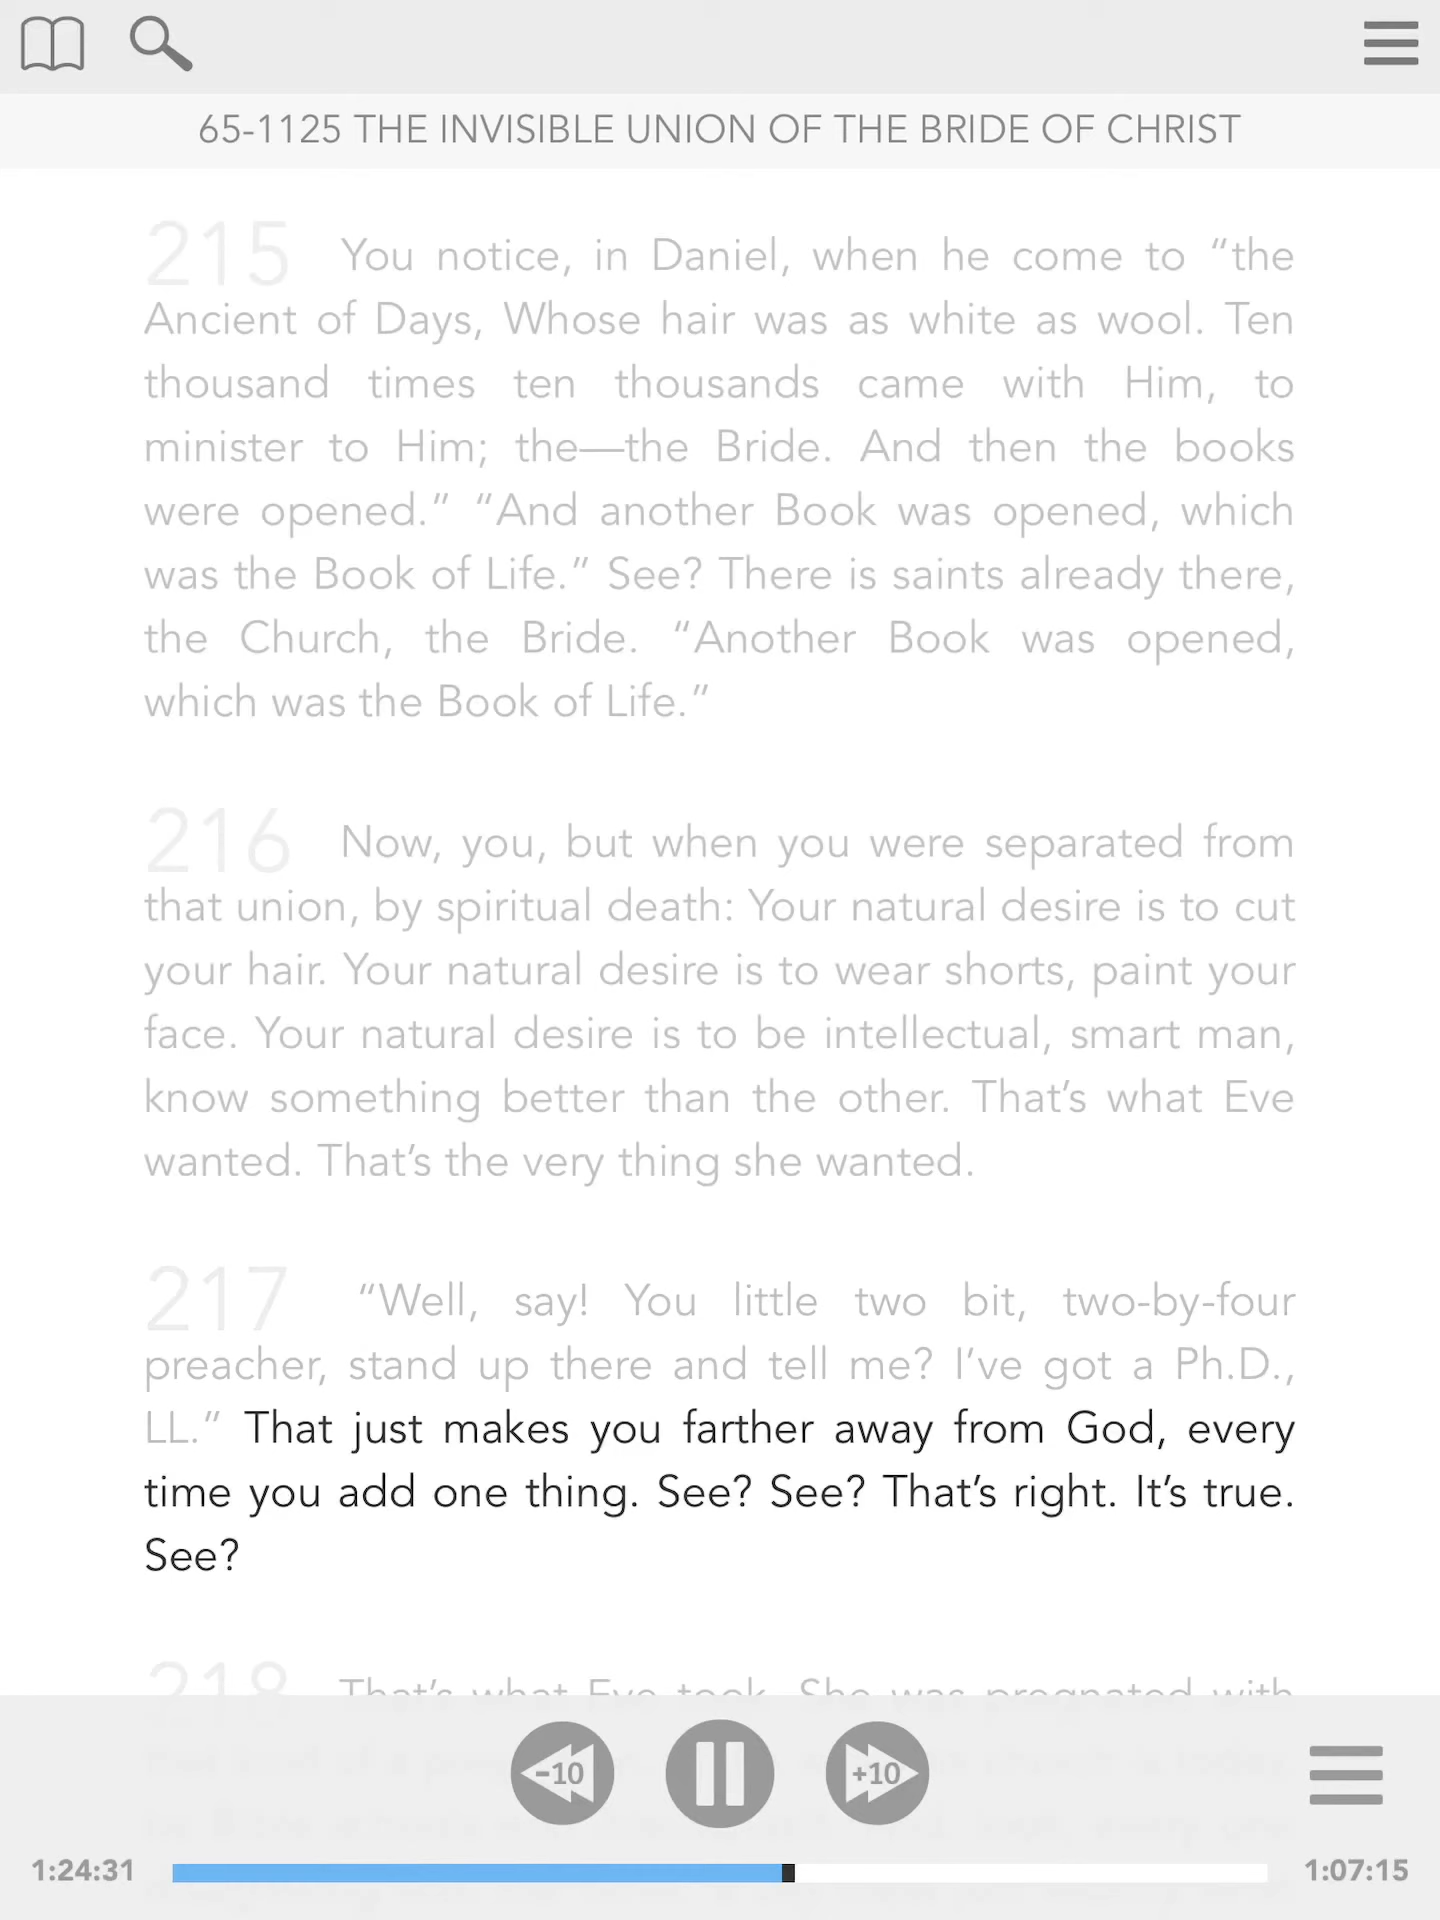 65-1125 THE INVISIBLE UNION OF THE BRIDE OF CHRIST
215 You notice, in Daniel, when he come to “the
Ancient of Days, Whose hair was as white as wool. Ten
thousand times ten thousands came with Him, to
minister to Him; the—the Bride. And then the books
were opened.” “And another Book was opened, which
was the Book of Life.” See? There is saints already there,
the Church, the Bride. “Another Book was opened,
which was the Book of Life.”
216 Now, you, but when you were separated from
that union, by spiritual death: Your natural desire is to cut
your hair. Your natural desire is to wear shorts, paint your
face. Your natural desire is to be intellectual, smart man,
know something better than the other. That’s what Eve
wanted. That’s the very thing she wanted.
217 “Well, say! You little two bit, two-by-four
preacher, stand up there and tell me? I’ve got a Ph.D.,
LL.” That just makes you farther away from God, every
time you add one thing. See? See? That’s right. It’s true.
See?
218 That’s what Eve took. She was pregnated with
-10 +10
1:24:31 1:07:15